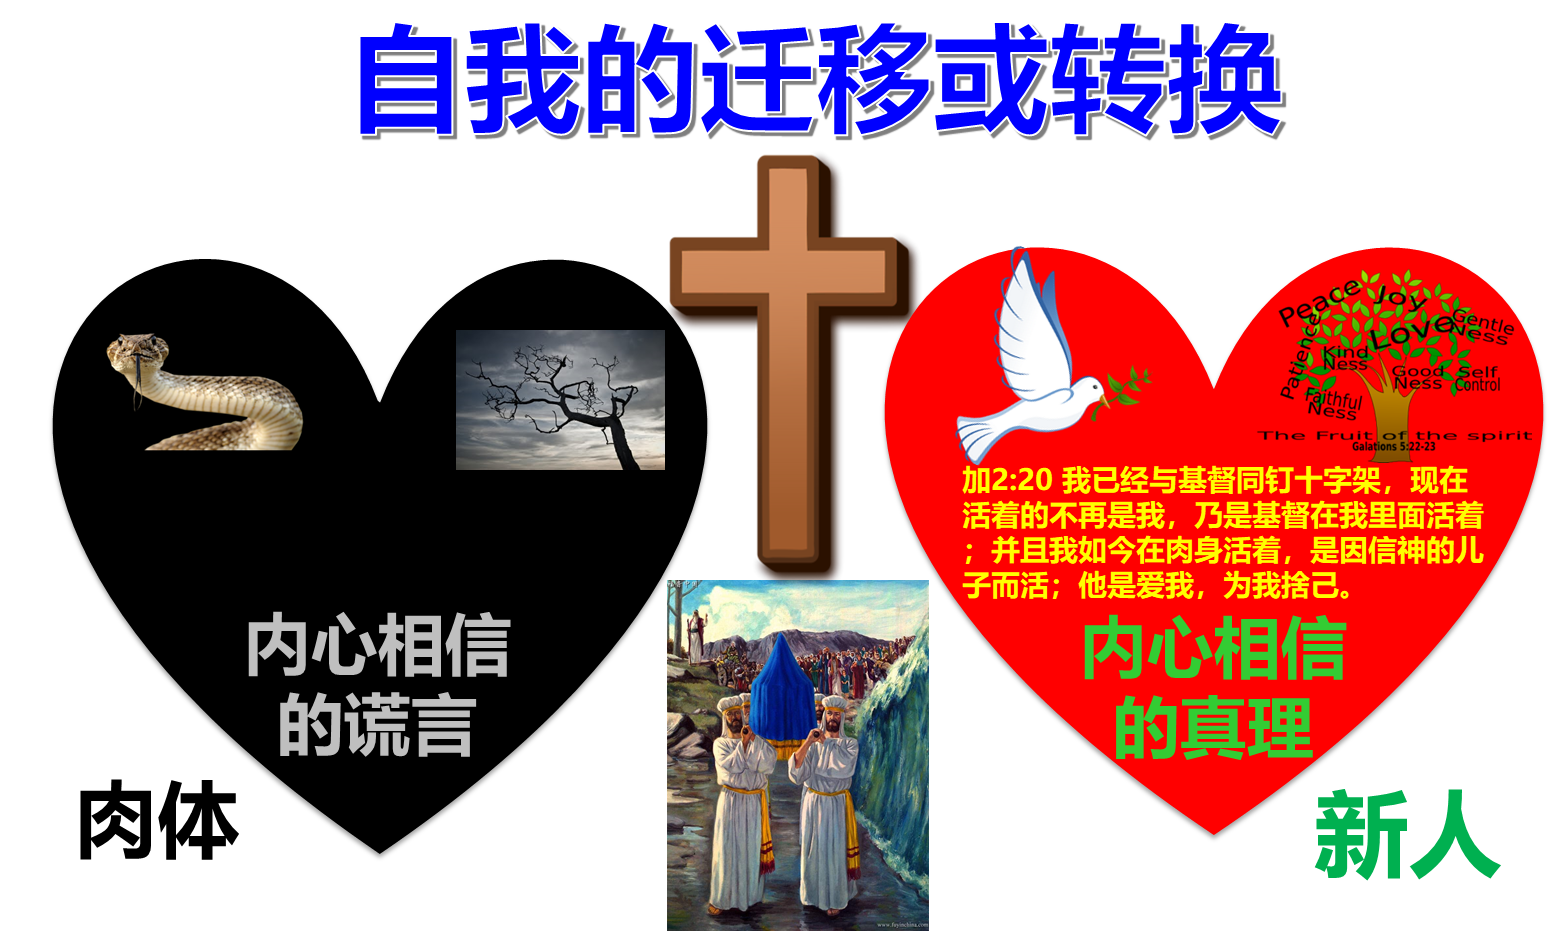 自我的迁移或转换
内心相信
的谎言
肉体
Peace
Joy
Love
Gentle
Ness
Patience
Kind
Ness
Good
Ness
Self
Control
Faithful
Ness
The Fruit of the spirit
Galations 5:22-23
加2:20 我已经与基督同钉十字架，现在
活着的不再是我，乃是基督在我里面活着
；并且我如今在肉身活着，是因信神的儿
子而活；他是爱我，为我捨己。
内心相信
的真理
新人